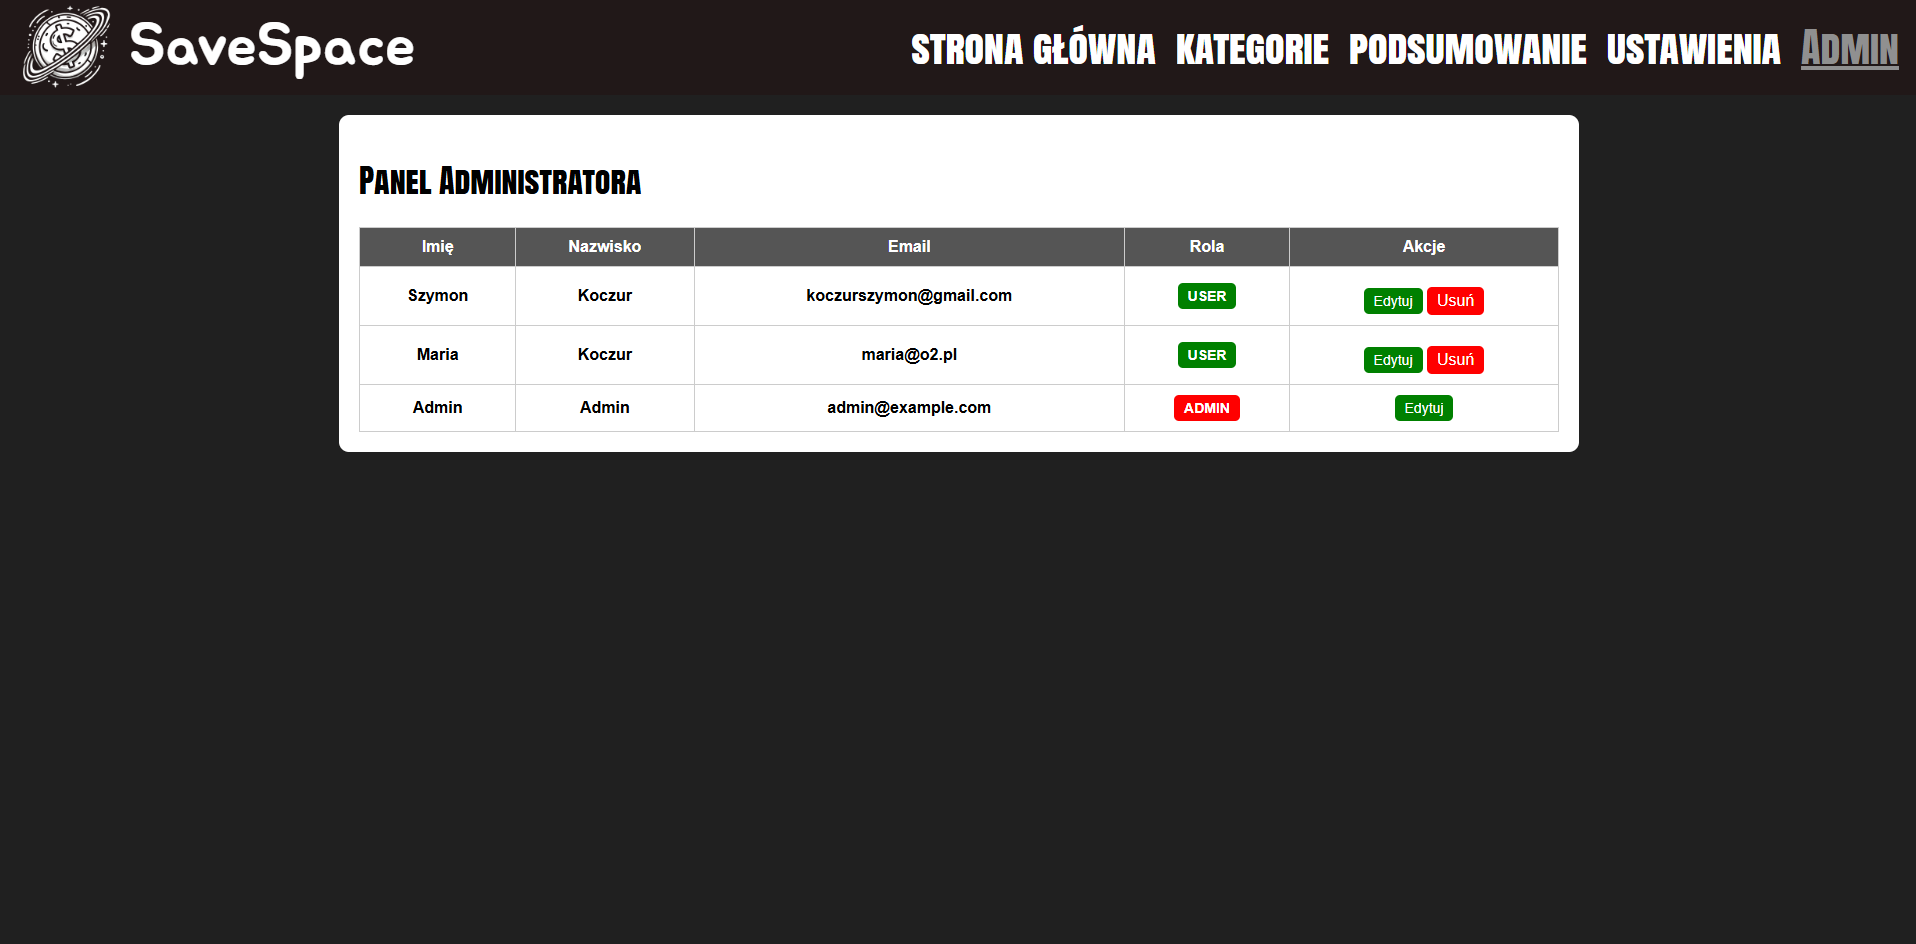 SaveSpace STRONA GŁÓWNA KATEGORIE PODSUMOWANIE USTAWIENIA ADMIN
PANEL ADMINISTRATORA
Imię Nazwisko Email Rola Akcje
Szymon Koczur koczurszymon@gmail.com USER Edytuj Usuń
Maria Koczur maria@o2.pl USER Edytuj Usuń
Admin Admin admin@example.com ADMIN Edytuj